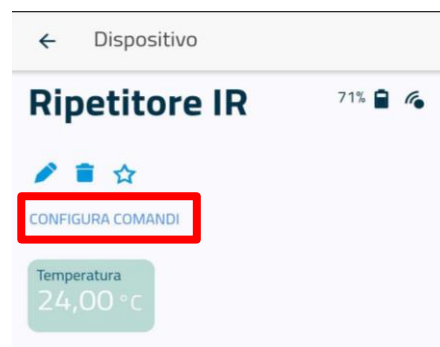 Dispositivo
Ripetitore IR
71%
CONFIGURA COMANDI
Temperatura
24,00 °C